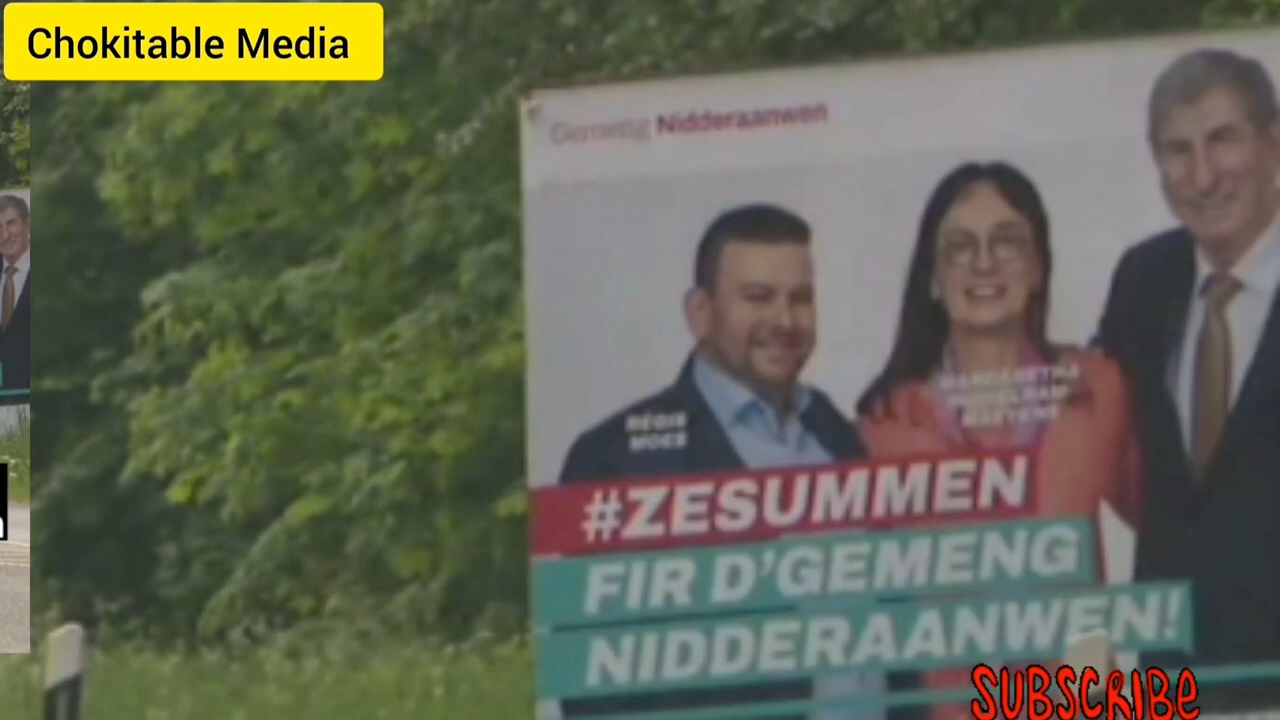 Chokitable Media
Gemeng Nidderaanwen
RÉGIS
MOES
#ZESUMMEN
FIR D'GEMENG
NIDDERAANWEN!
SUBSCRIBE